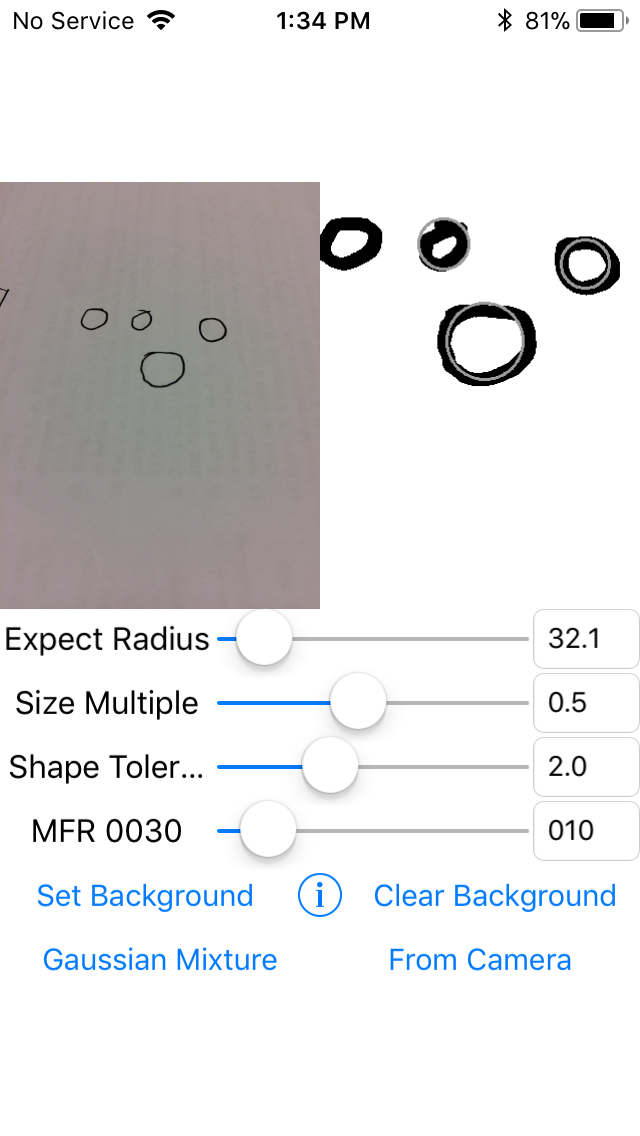 No Service 1:34 PM 81%
Expect Radius 32.1
Size Multiple 0.5
Shape Toler... 2.0
MFR 0030 010
Set Background i Clear Background
Gaussian Mixture From Camera